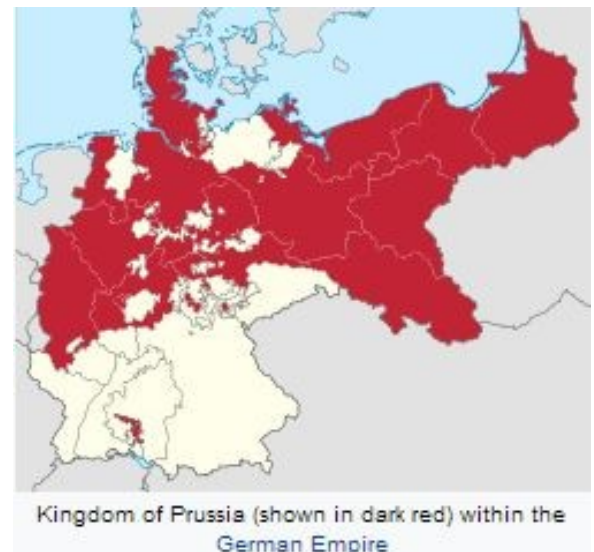 Kingdom of Prussia (shown in dark red) within the
German Empire